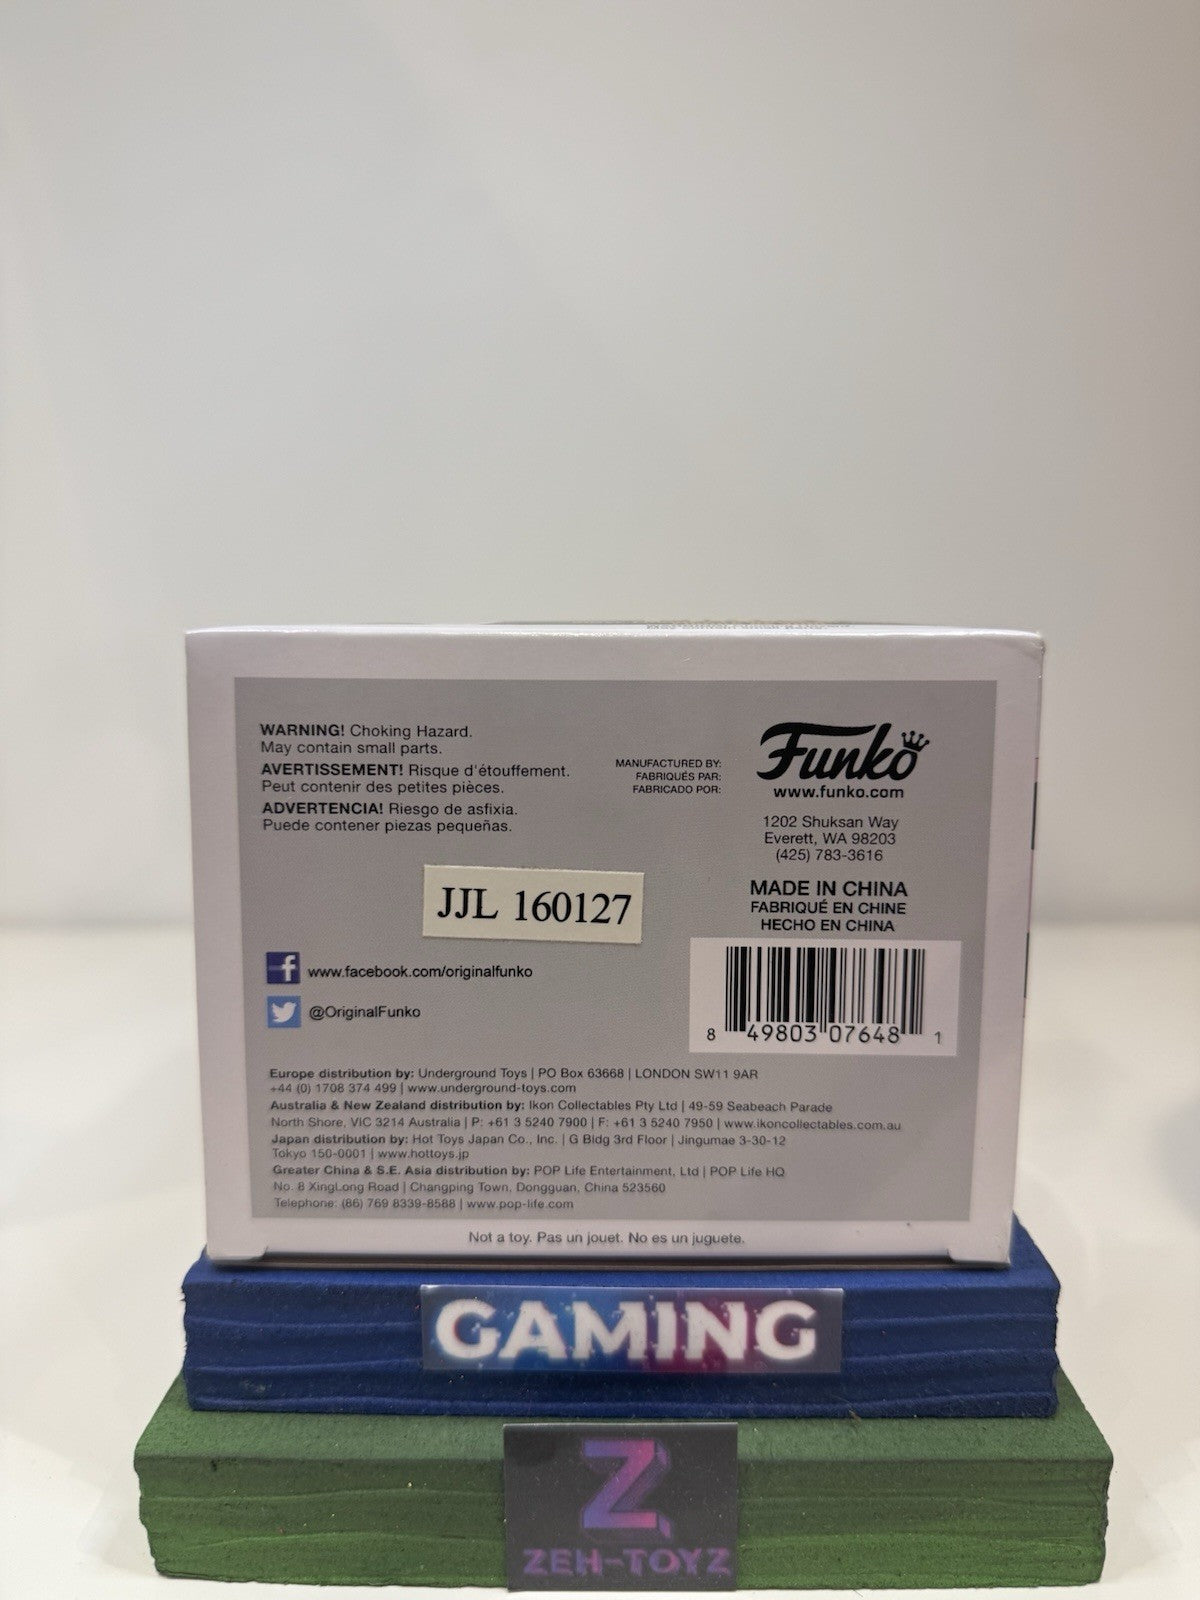 WARNING! Choking Hazard.
May contain small parts.
AVERTISSEMENT! Risque d'étouffement.
Peut contenir des petites pièces.
ADVERTENCIA! Riesgo de asfixia.
Puede contener piezas pequeñas.
MANUFACTURED BY:
FABRIQUÉS PAR:
FABRICADO POR:
Funko
www.funko.com
1202 Shuksan Way
Everett, WA 98203
(425) 783-3616
MADE IN CHINA
FABRIQUÉ EN CHINE
HECHO EN CHINA
JJL 160127
f www.facebook.com/originalfunko
@OriginalFunko
8 49803 07648 1
Europe distribution by: Underground Toys | PO Box 63668 | LONDON SW11 9AR
+44 (0) 1708 374 499 | www.underground-toys.com
Australia & New Zealand distribution by: Ikon Collectables Pty Ltd | 49-59 Seabeach Parade
North Shore, VIC 3214 Australia | P: +61 3 5240 7900 | F: +61 3 5240 7950 | www.ikoncollectables.com.au
Japan distribution by: Hot Toys Japan Co., Inc. | G Bldg 3rd Floor | Jingumae 3-30-12
Tokyo 150-0001 | www.hottoys.jp
Greater China & S.E. Asia distribution by: POP Life Entertainment, Ltd | POP Life HQ
No. 8 XingLong Road | Changping Town, Dongguan, China 523560
Telephone: (86) 769 8339-8588 | www.pop-life.com
Not a toy. Pas un jouet. No es un juguete.
GAMING
Z
ZEH-TOYZ